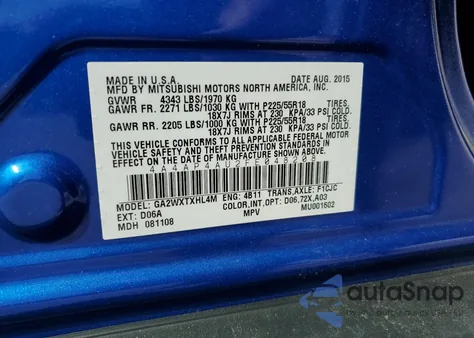 MADE IN U.S.A. DATE AUG. 2015
MFD BY MITSUBISHI MOTORS NORTH AMERICA, INC.
GVWR 4343 LBS/1970 KG
GAWR FR. 2271 LBS/1030 KG WITH P225/55R18 TIRES,
18X7J RIMS AT 230 KPA/33 PSI COLD.
GAWR RR. 2205 LBS/1000 KG WITH P225/55R18 TIRES,
18X7J RIMS AT 230 KPA/33 PSI COLD.
THIS VEHICLE CONFORMS TO ALL APPLICABLE
FEDERAL MOTOR VEHICLE SAFETY STANDARDS
IN EFFECT ON THE DATE OF MANUFACTURE SHOWN ABOVE.
4A4AP4AU0FE048208
MODEL: GA2WXTXHL4M ENG: 4B11 TRANS,AXLE: F1CJC
EXT: D06A COLOR,INT,OPT: D06,72X,A03
MDH 081108 MPV MU001602
autoSnap